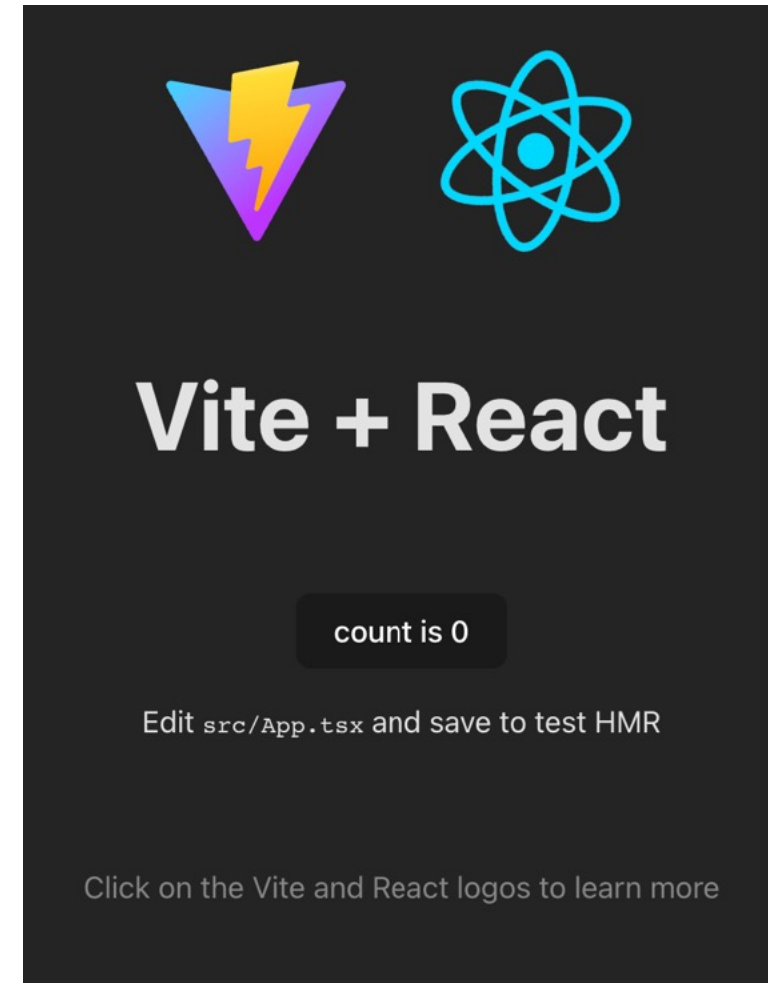 Vite + React
count is 0
Edit src/App.tsx and save to test HMR
Click on the Vite and React logos to learn more